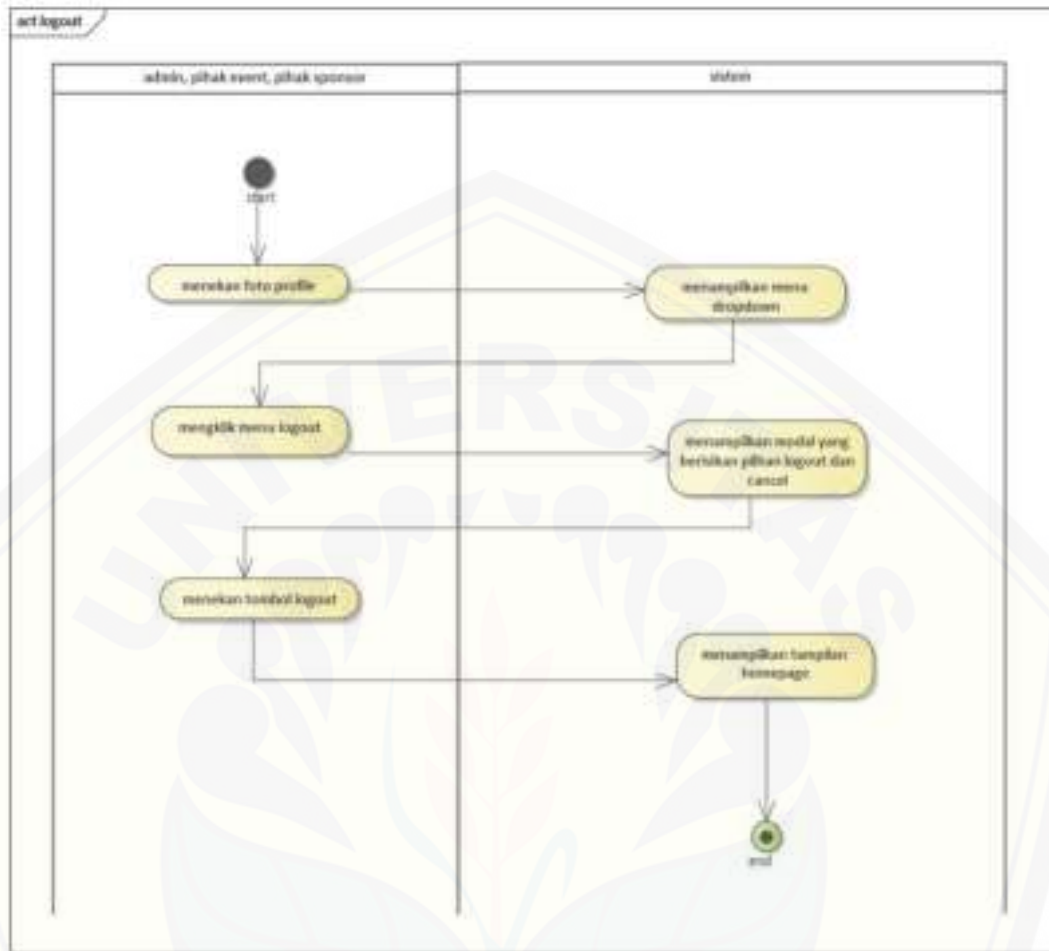 act logout
admin, pihak event, pihak sponsor
sistem
start
menekan foto profile
menampilkan menu
dropdown
mengklik menu logout
menampilkan modal yang
berisikan pilihan logout dan
cancel
menekan tombol logout
menampilkan tampilan
homepage
end
UNIVERSITAS